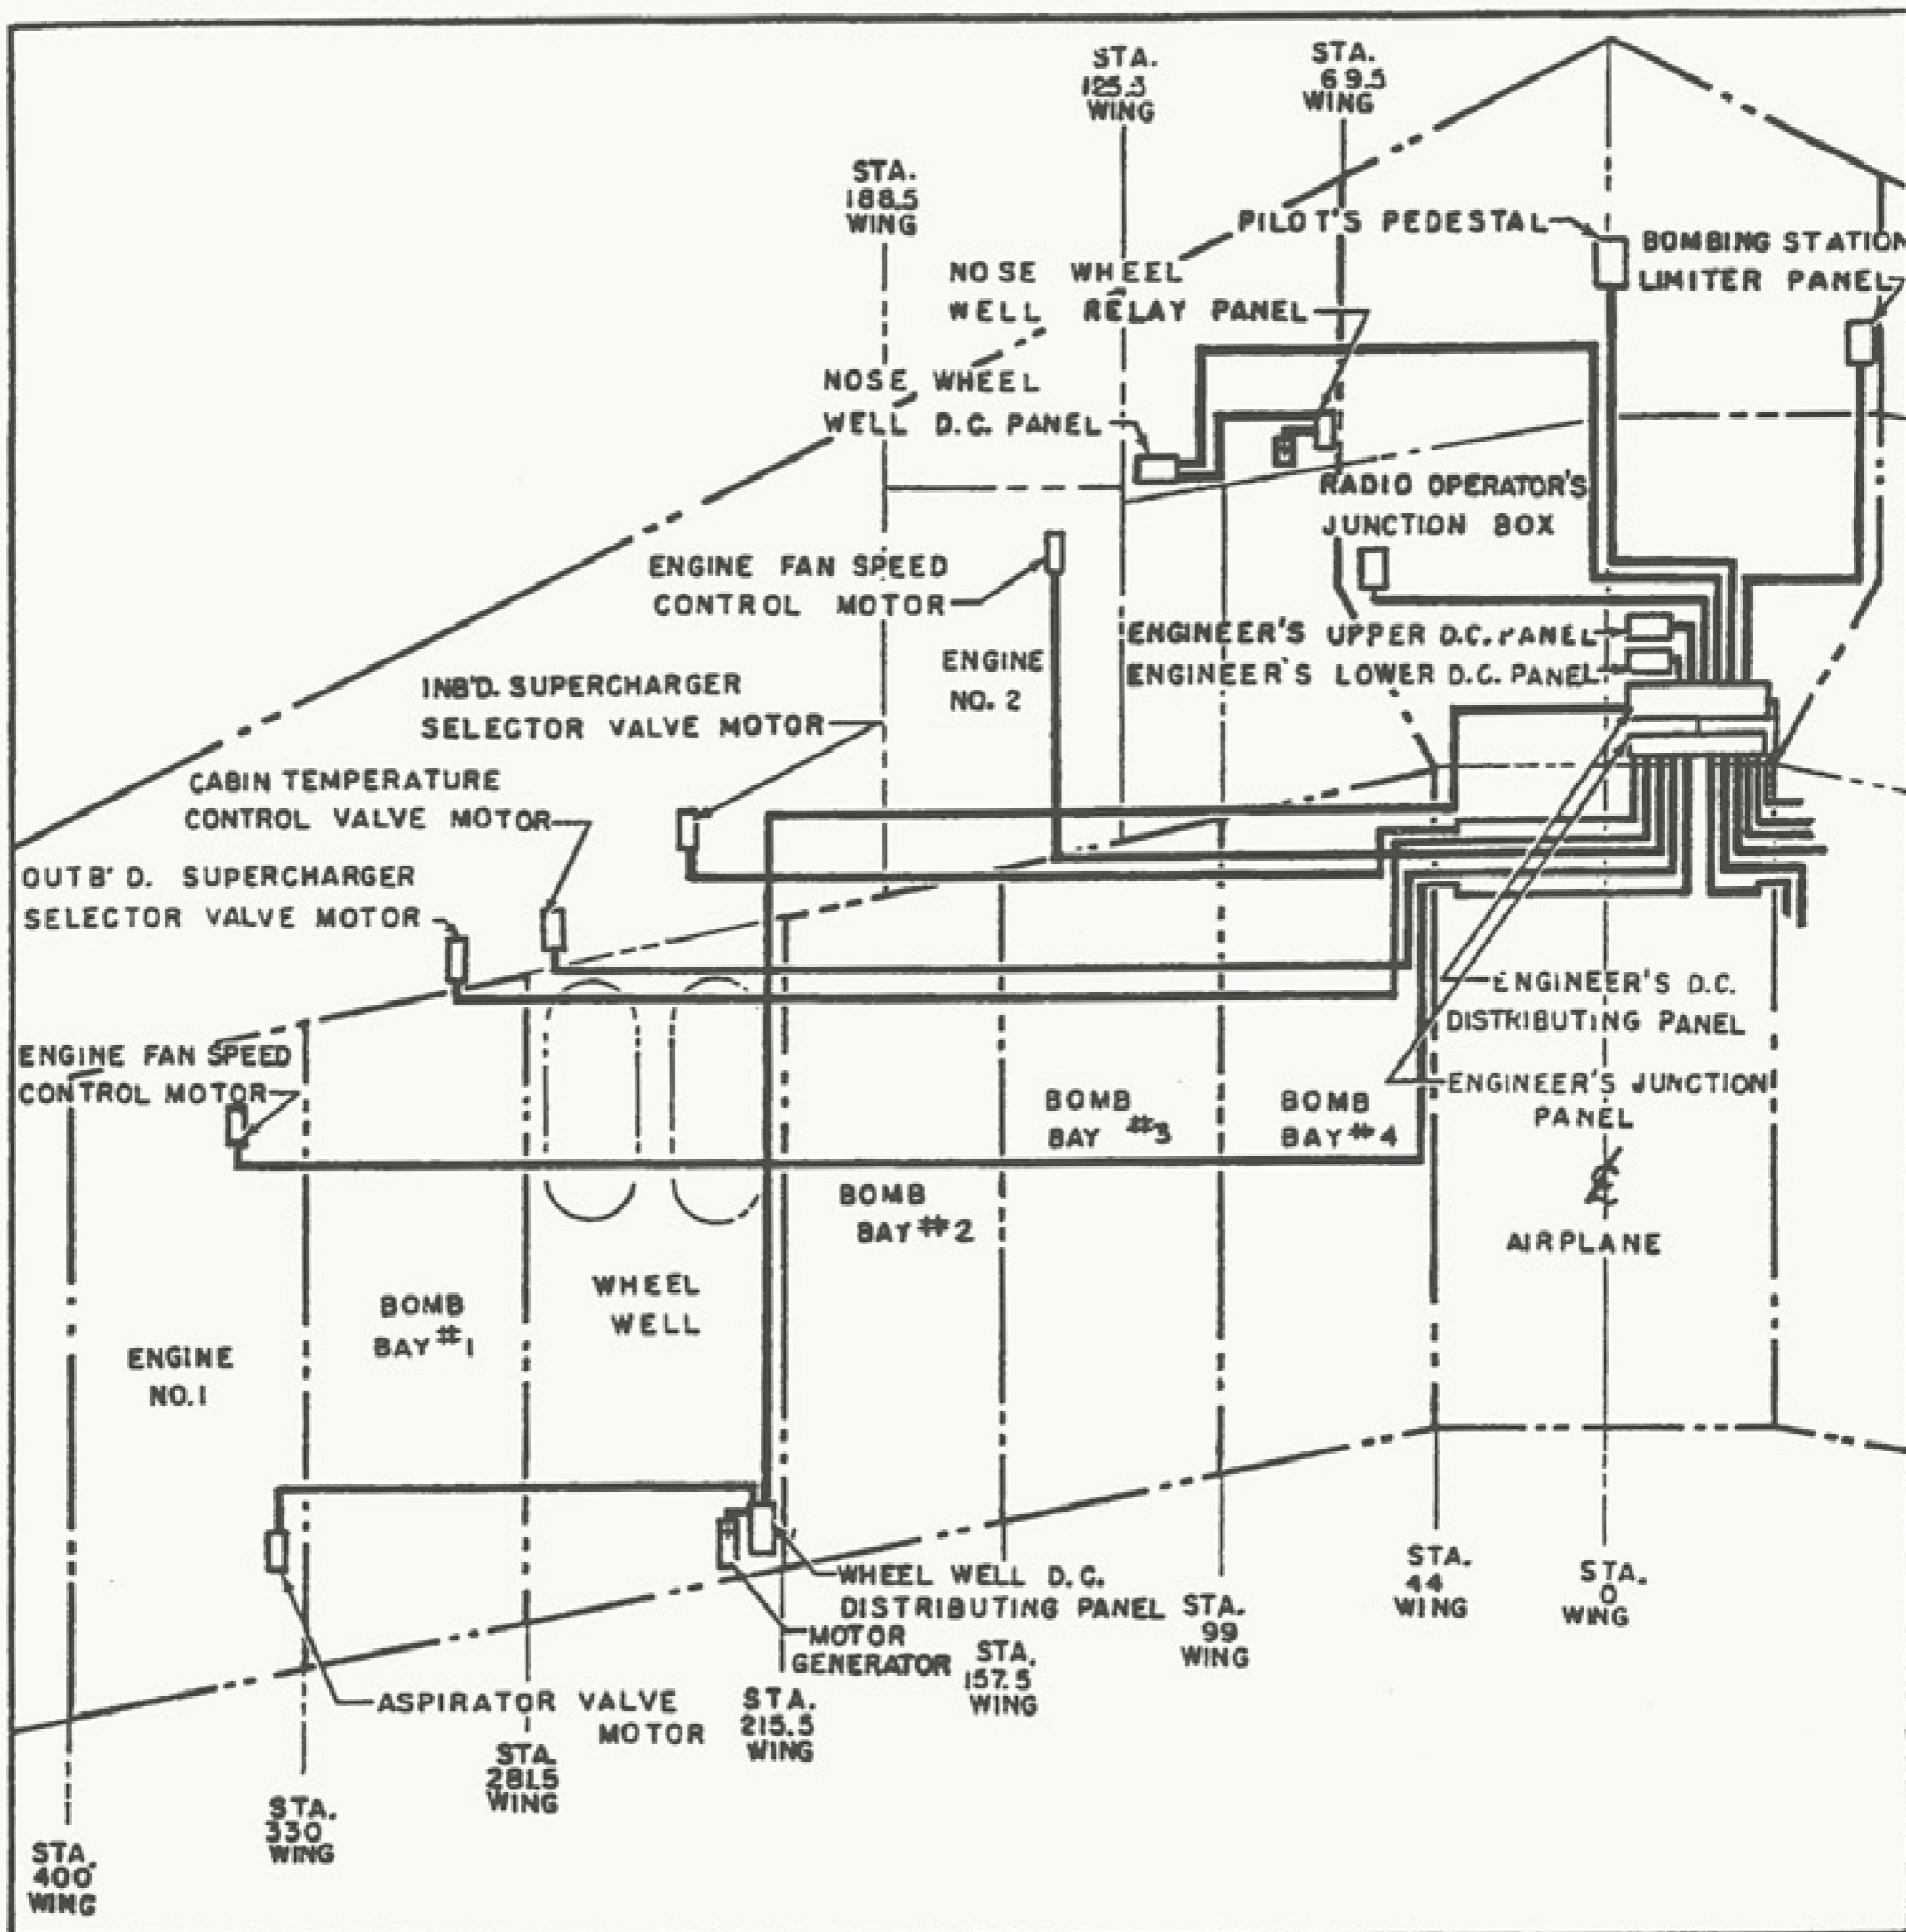 STA.
125.5
WING
STA.
69.5
WING
STA.
188.5
WING
PILOT'S PEDESTAL
BOMBING STATION
LIMITER PANEL
NOSE WHEEL
WELL RELAY PANEL
NOSE WHEEL
WELL D.C. PANEL
RADIO OPERATOR'S
JUNCTION BOX
ENGINE FAN SPEED
CONTROL MOTOR
ENGINEER'S UPPER D.C. PANEL
ENGINEER'S LOWER D.C. PANEL
ENGINE
NO. 2
INB'D. SUPERCHARGER
SELECTOR VALVE MOTOR
CABIN TEMPERATURE
CONTROL VALVE MOTOR
OUTB'D. SUPERCHARGER
SELECTOR VALVE MOTOR
ENGINEER'S D.C.
DISTRIBUTING PANEL
ENGINE FAN SPEED
CONTROL MOTOR
ENGINEER'S JUNCTION
PANEL
BOMB
BAY #3
BOMB
BAY #4
BOMB
BAY #2
AIRPLANE
WHEEL
WELL
BOMB
BAY #1
ENGINE
NO. 1
WHEEL WELL D.C.
DISTRIBUTING PANEL
MOTOR
GENERATOR
ASPIRATOR VALVE
MOTOR
STA.
44
WING
STA.
0
WING
STA.
99
WING
STA.
157.5
WING
STA.
215.5
WING
STA.
281.5
WING
STA.
330
WING
STA.
400
WING